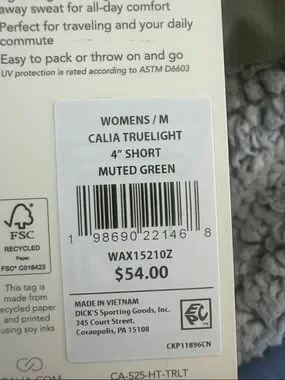 away sweat for all-day comfort
Perfect for traveling and your daily
commute
Easy to pack or throw on and go
UV protection is rated according to ASTM D6603
WOMENS / M
CALIA TRUELIGHT
4" SHORT
MUTED GREEN
1 98690 22146 8
WAX15210Z
$54.00
FSC
RECYCLED
Paper
FSC® C016423
This tag is
made from
recycled paper
and printed
using soy inks
MADE IN VIETNAM
DICK'S Sporting Goods, Inc.
345 Court Street,
Coraopolis, PA 15108
CKP11896CN
CA-S25-HT-TRLT